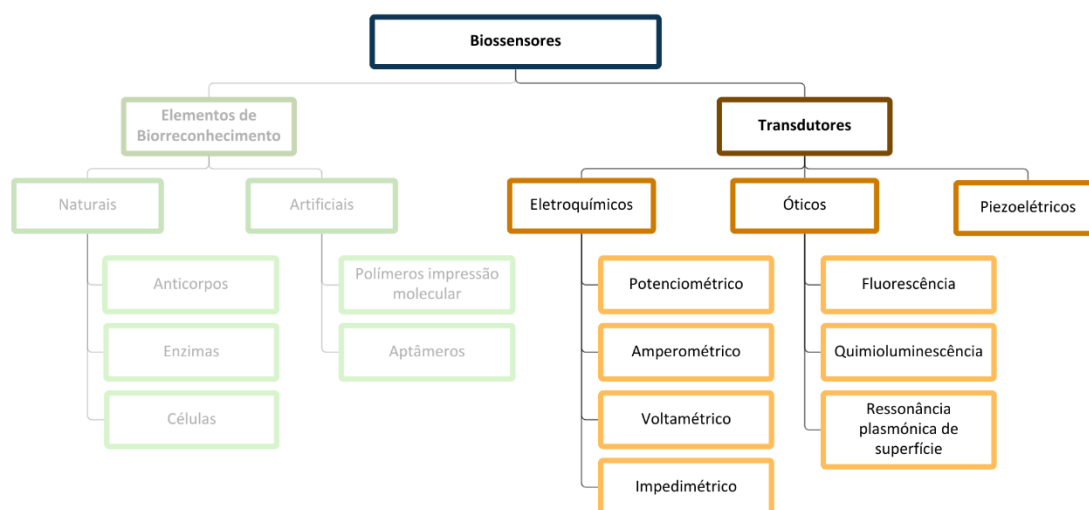 Biossensores
Elementos de
Biorreconhecimento
Transdutores
Naturais
Artificiais
Eletroquímicos
Óticos
Piezoelétricos
Anticorpos
Polímeros impressão
molecular
Potenciométrico
Fluorescência
Enzimas
Aptâmeros
Amperométrico
Quimioluminescência
Células
Voltamétrico
Ressonância
plasmónica de
superfície
Impedimétrico